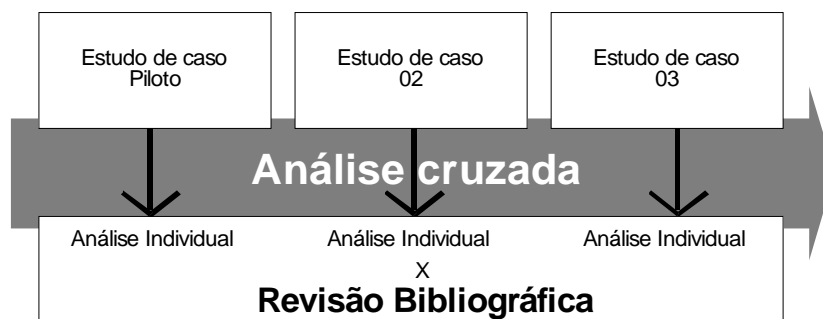 Estudo de caso
Piloto
Estudo de caso
02
Estudo de caso
03
Análise cruzada
Análise Individual
Análise Individual
Análise Individual
X
Revisão Bibliográfica